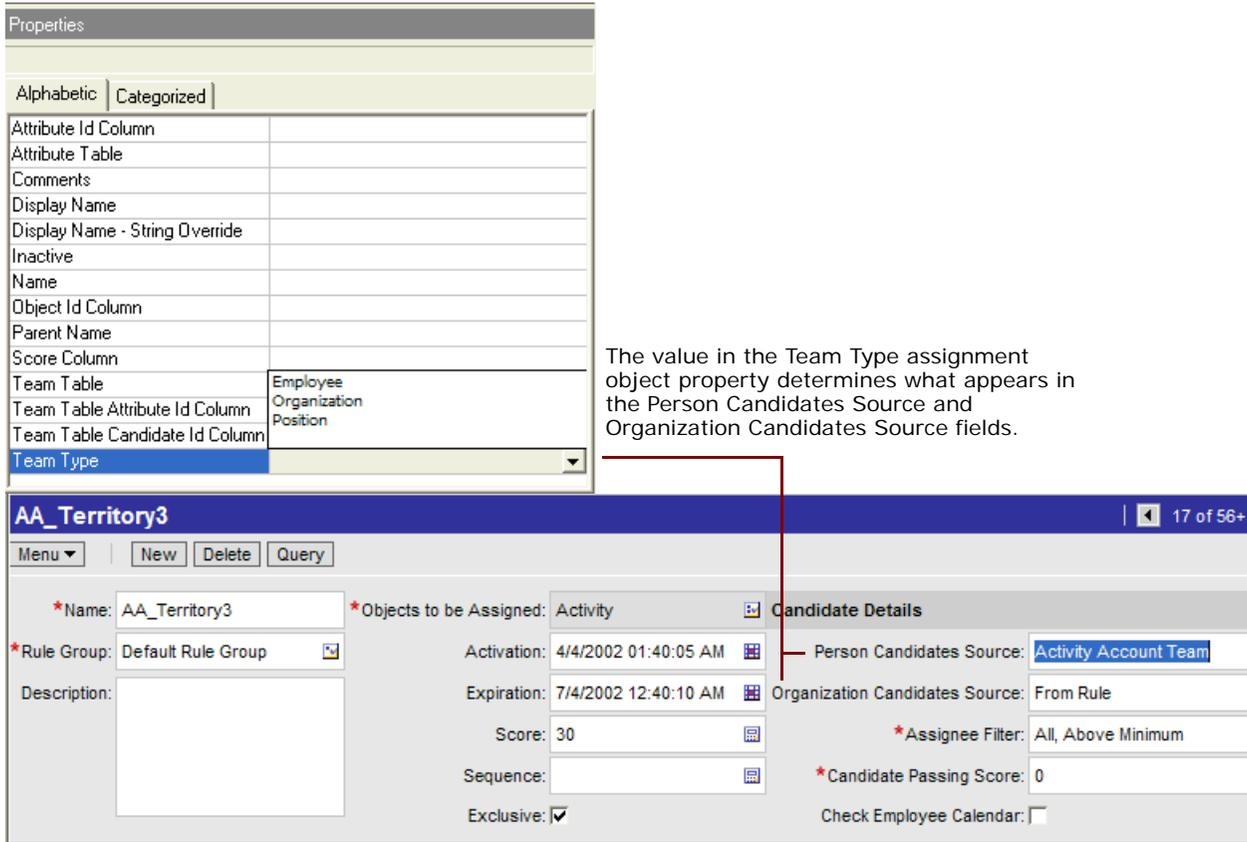 Properties
Alphabetic
Categorized
Attribute Id Column
Attribute Table
Comments
Display Name
Display Name - String Override
Inactive
Name
Object Id Column
Parent Name
Score Column
Team Table
Team Table Attribute Id Column
Team Table Candidate Id Column
Team Type
Employee
Organization
Position
The value in the Team Type assignment
object property determines what appears in
the Person Candidates Source and
Organization Candidates Source fields.
AA_Territory3
17 of 56+
Menu
New
Delete
Query
*Name: AA_Territory3
*Rule Group: Default Rule Group
Description:
*Objects to be Assigned: Activity
Activation: 4/4/2002 01:40:05 AM
Expiration: 7/4/2002 12:40:10 AM
Score: 30
Sequence:
Exclusive:
Candidate Details
Person Candidates Source: Activity Account Team
Organization Candidates Source: From Rule
*Assignee Filter: All, Above Minimum
*Candidate Passing Score: 0
Check Employee Calendar: